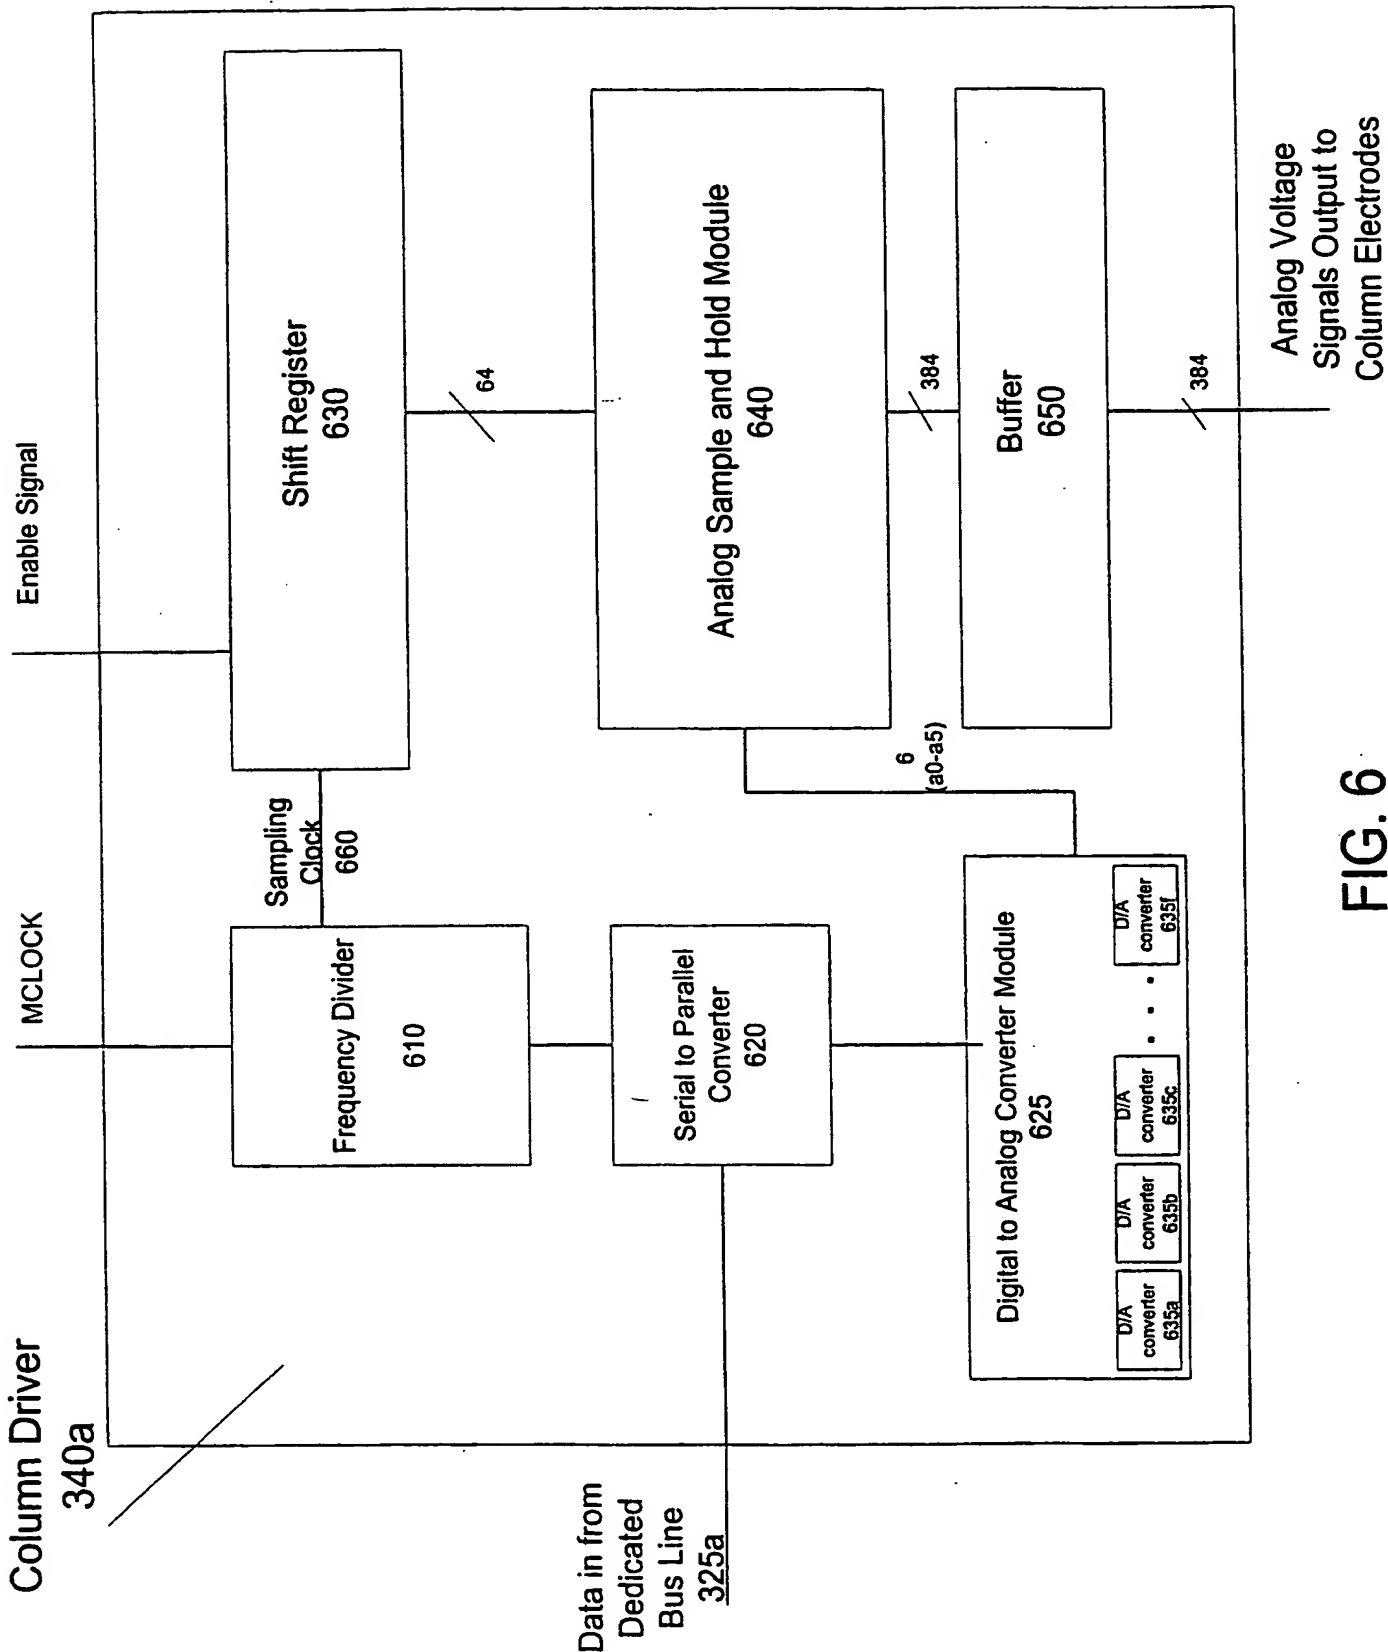 Column Driver
340a
MCLOCK
Enable Signal
Frequency Divider
610
Sampling
Clock
660
Shift Register
630
64
Data in from
Dedicated
Bus Line
325a
Serial to Parallel
Converter
620
Analog Sample and Hold Module
640
6
(a0-a5)
384
Digital to Analog Converter Module
625
D/A
converter
635a
D/A
converter
635b
D/A
converter
635c
. . .
D/A
converter
635f
Buffer
650
384
Analog Voltage
Signals Output to
Column Electrodes
FIG. 6